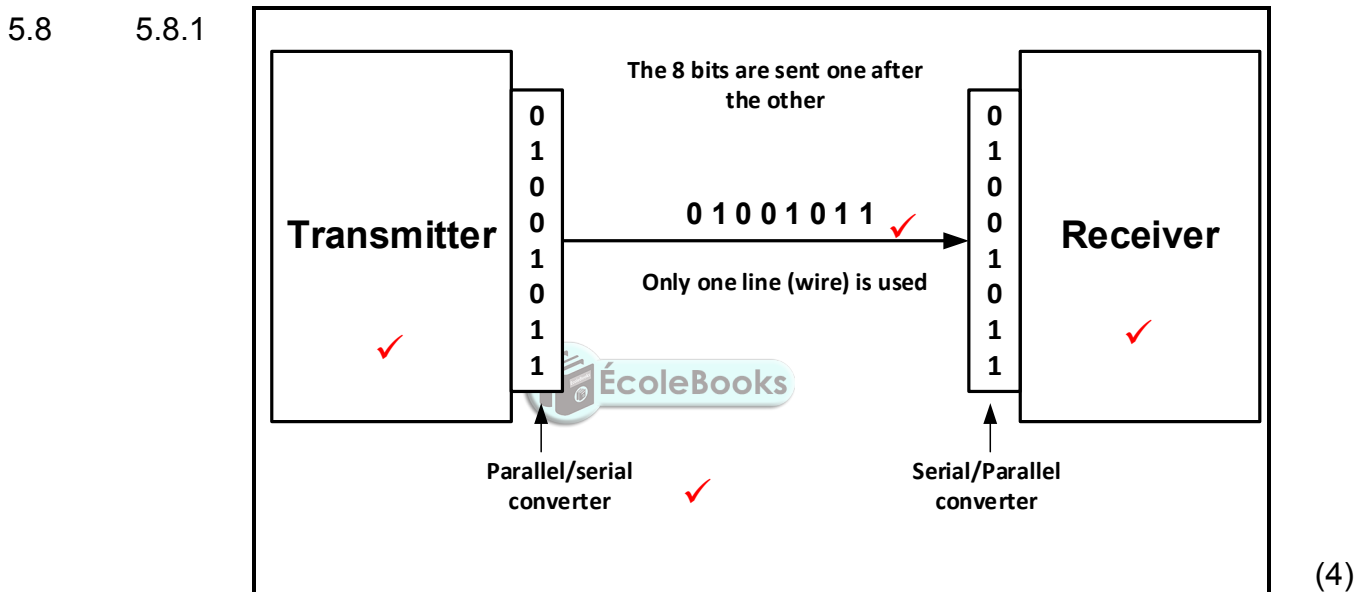 5.8 5.8.1
The 8 bits are sent one after
the other
0
1
0
0
1
0
1
1
Transmitter
0 1 0 0 1 0 1 1
Only one line (wire) is used
0
1
0
0
1
0
1
1
Receiver
ÉcoleBooks
Parallel/serial
converter
Serial/Parallel
converter
(4)